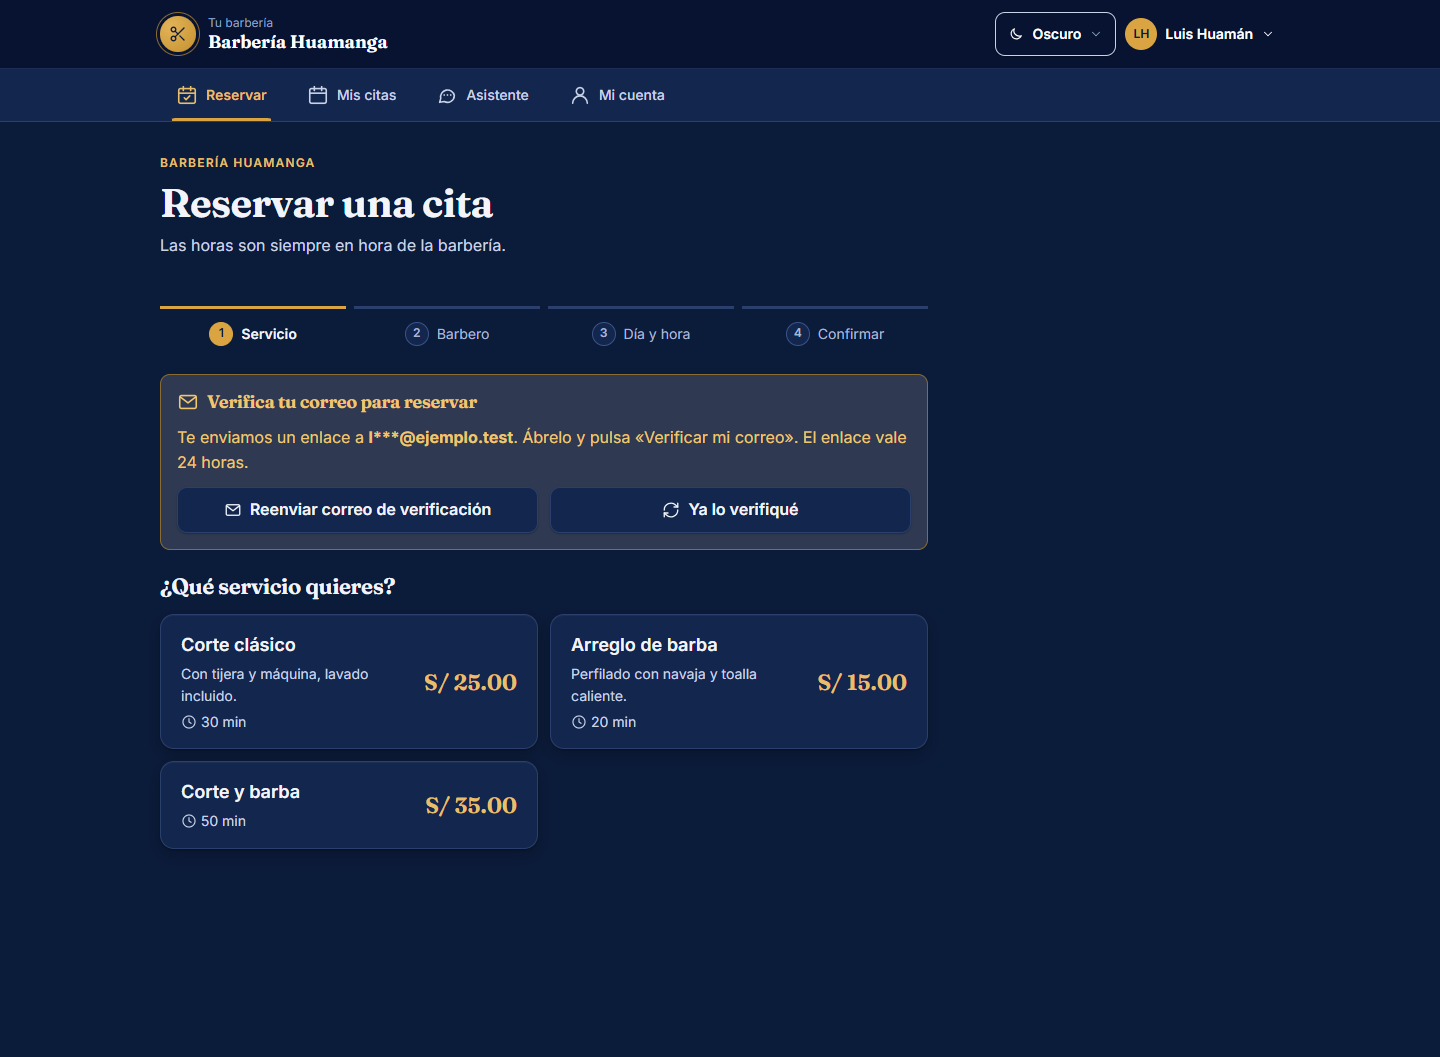 Tu barbería
Barbería Huamanga
Oscuro
LH
Luis Huamán
Reservar
Mis citas
Asistente
Mi cuenta
BARBERÍA HUAMANGA
Reservar una cita
Las horas son siempre en hora de la barbería.
1 Servicio
2 Barbero
3 Día y hora
4 Confirmar
Verifica tu correo para reservar
Te enviamos un enlace a l***@ejemplo.test. Ábrelo y pulsa «Verificar mi correo». El enlace vale
24 horas.
Reenviar correo de verificación
Ya lo verifiqué
¿Qué servicio quieres?
Corte clásico
Con tijera y máquina, lavado
incluido.
30 min
S/ 25.00
Arreglo de barba
Perfilado con navaja y toalla
caliente.
20 min
S/ 15.00
Corte y barba
50 min
S/ 35.00